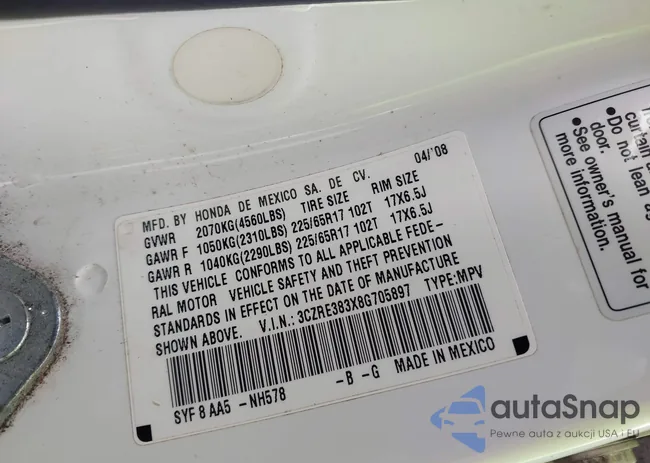 MFD. BY HONDA DE MEXICO SA. DE CV. 04/'08
GVWR 2070KG(4560LBS) TIRE SIZE RIM SIZE
GAWR F 1050KG(2310LBS) 225/65R17 102T 17X6.5J
GAWR R 1040KG(2290LBS) 225/65R17 102T 17X6.5J
THIS VEHICLE CONFORMS TO ALL APPLICABLE FEDE-
RAL MOTOR VEHICLE SAFETY AND THEFT PREVENTION
STANDARDS IN EFFECT ON THE DATE OF MANUFACTURE
SHOWN ABOVE. V.I.N.: 3CZRE383X8G705897 TYPE:MPV
SYF 8 AA5 -NH578 -B -G MADE IN MEXICO
curtain
door.
• Do not lean
• See owner's manual for
more information.
autaSnap
Pewne auta z aukcji USA i EU